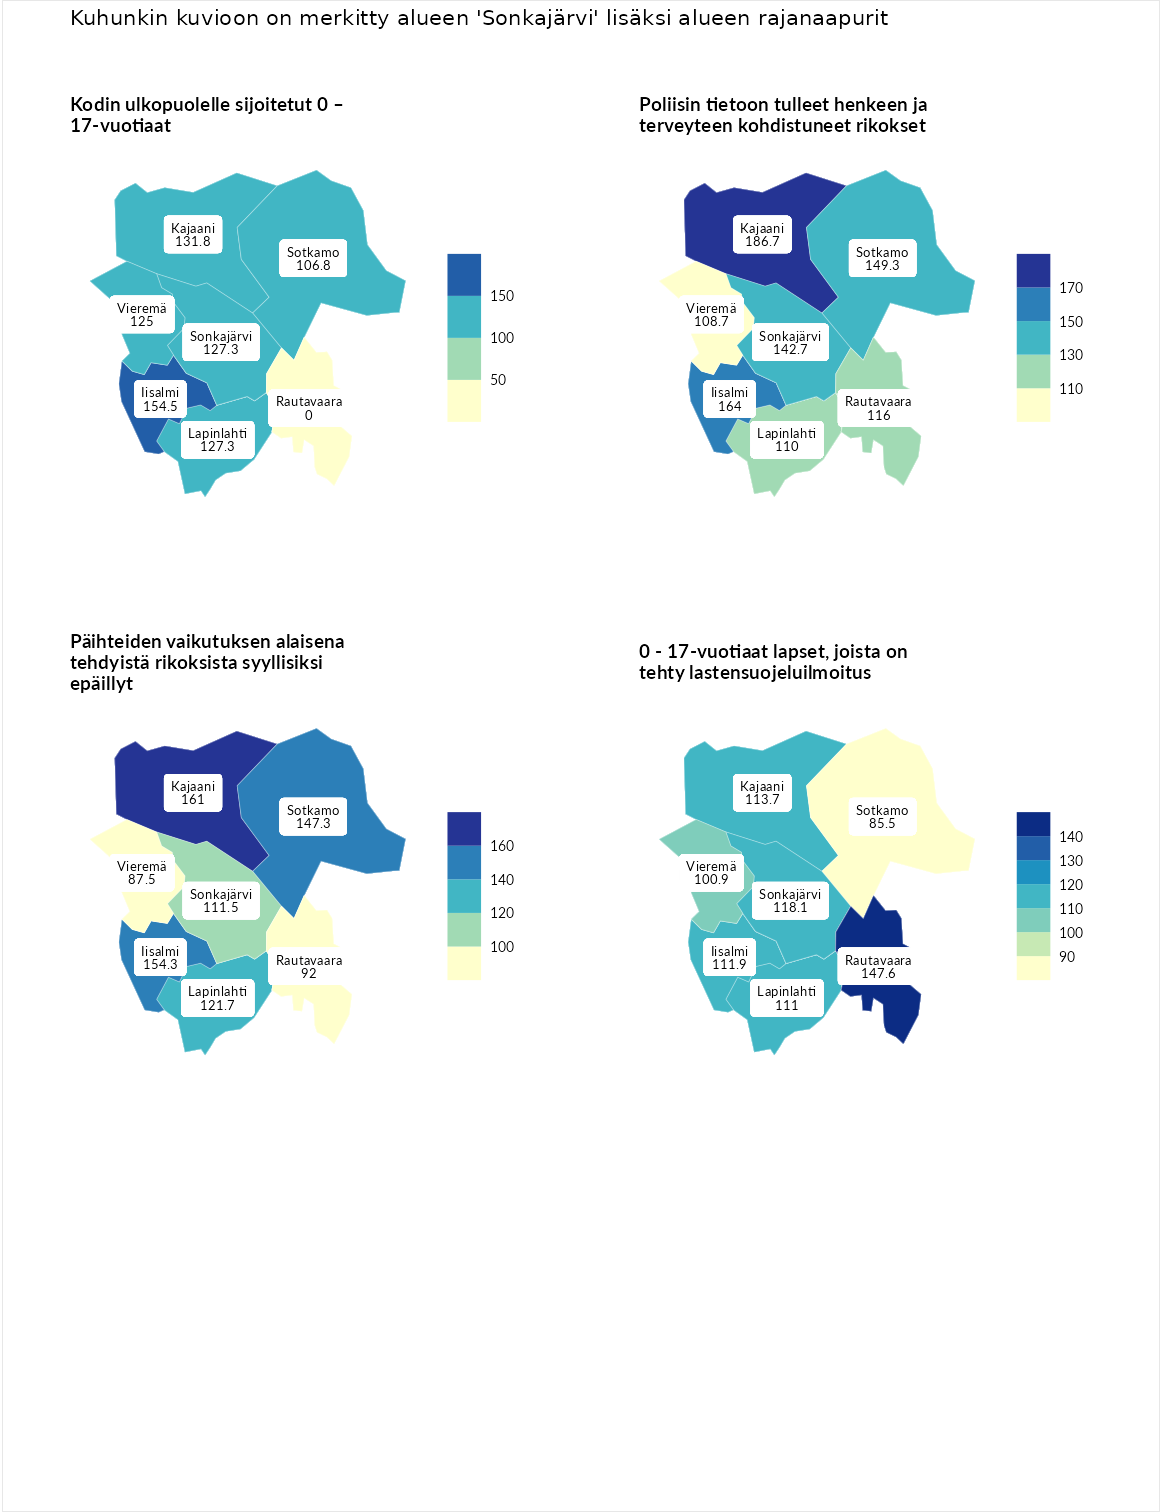 Kuhunkin kuvioon on merkitty alueen 'Sonkajärvi' lisäksi alueen rajanaapurit
Kodin ulkopuolelle sijoitetut 0 –
17-vuotiaat
Kajaani
131.8
Sotkamo
106.8
Vieremä
125
Sonkajärvi
127.3
Iisalmi
154.5
Rautavaara
0
Lapinlahti
127.3
150
100
50
Poliisin tietoon tulleet henkeen ja
terveyteen kohdistuneet rikokset
Kajaani
186.7
Sotkamo
149.3
Vieremä
108.7
Sonkajärvi
142.7
Iisalmi
164
Rautavaara
116
Lapinlahti
110
170
150
130
110
Päihteiden vaikutuksen alaisena
tehdyistä rikoksista syyllisiksi
epäillyt
Kajaani
161
Sotkamo
147.3
Vieremä
87.5
Sonkajärvi
111.5
Iisalmi
154.3
Rautavaara
92
Lapinlahti
121.7
160
140
120
100
0 - 17-vuotiaat lapset, joista on
tehty lastensuojeluilmoitus
Kajaani
113.7
Sotkamo
85.5
Vieremä
100.9
Sonkajärvi
118.1
Iisalmi
111.9
Rautavaara
147.6
Lapinlahti
111
140
130
120
110
100
90